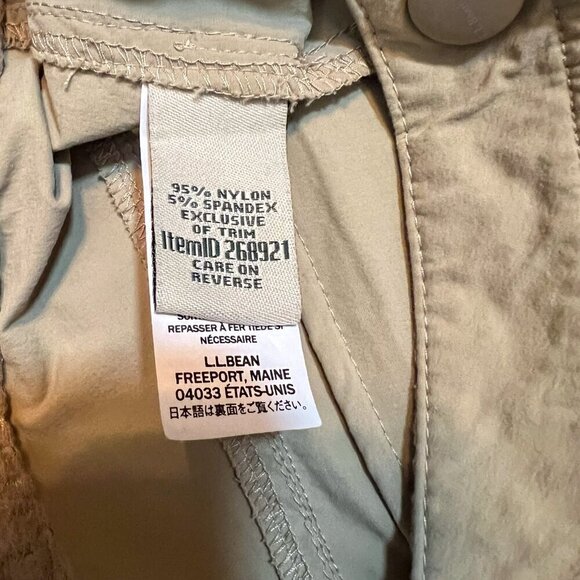 95% NYLON
5% SPANDEX
EXCLUSIVE
OF TRIM
ItemID 268921
CARE ON
REVERSE
REPASSER À FER TIÈDE SI
NÉCESSAIRE
L.L.BEAN
FREEPORT, MAINE
04033 ÉTATS-UNIS
日本語は裏面をご覧ください。